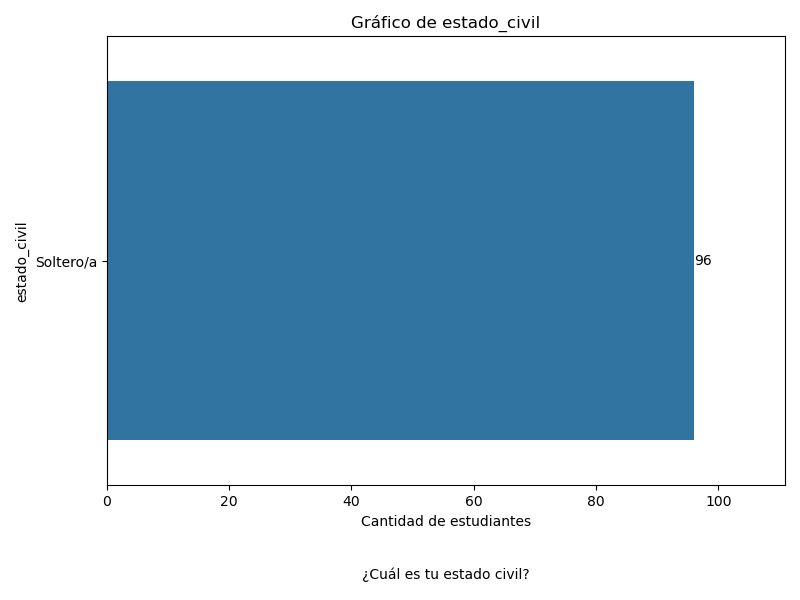 Gráfico de estado_civil
estado_civil
Soltero/a
96
0 20 40 60 80 100
Cantidad de estudiantes
¿Cuál es tu estado civil?